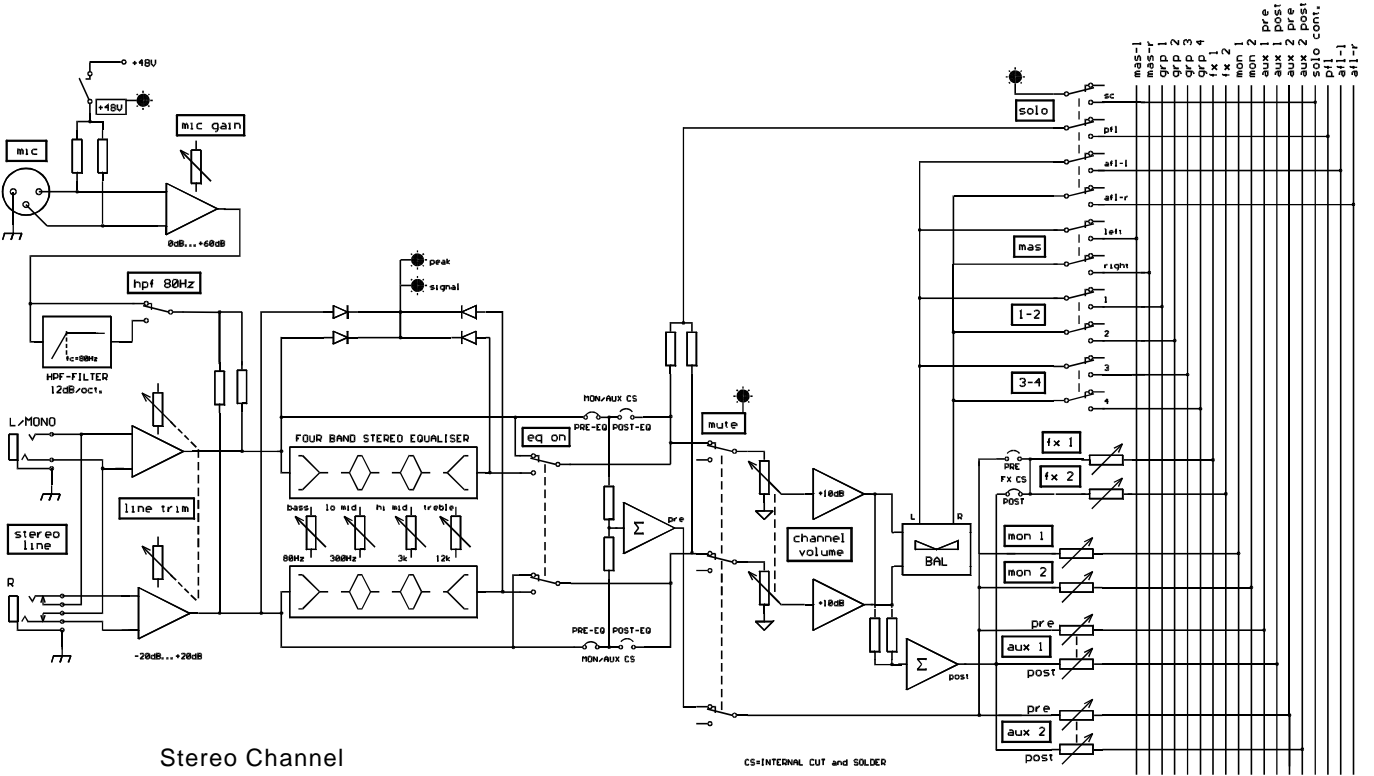 +48V
+48V
mic gain
mic
0dB...+60dB
hpf 80Hz
fc=80Hz
HPF-FILTER
12dB/oct.
L/MONO
line trim
stereo
line
R
-20dB...+20dB
peak
signal
FOUR BAND STEREO EQUALISER
bass lo mid hi mid treble
80Hz 300Hz 3k 12k
eq on
MON/AUX CS
PRE-EQ POST-EQ
Σ
pre
PRE-EQ POST-EQ
MON/AUX CS
mute
+10dB
channel
volume
+10dB
L R
BAL
Σ
post
solo
sc
pfl
afl-l
afl-r
mas
left
right
1-2
1
2
3-4
3
4
fx 1
PRE
FX CS
fx 2
POST
mon 1
mon 2
pre
aux 1
post
pre
aux 2
post
mas-l
mas-r
grp 1
grp 2
grp 3
grp 4
fx 1
fx 2
mon 1
mon 2
aux 1 pre
aux 1 post
aux 2 pre
aux 2 post
solo cont.
pfl
afl-l
afl-r
Stereo Channel
CS=INTERNAL CUT and SOLDER